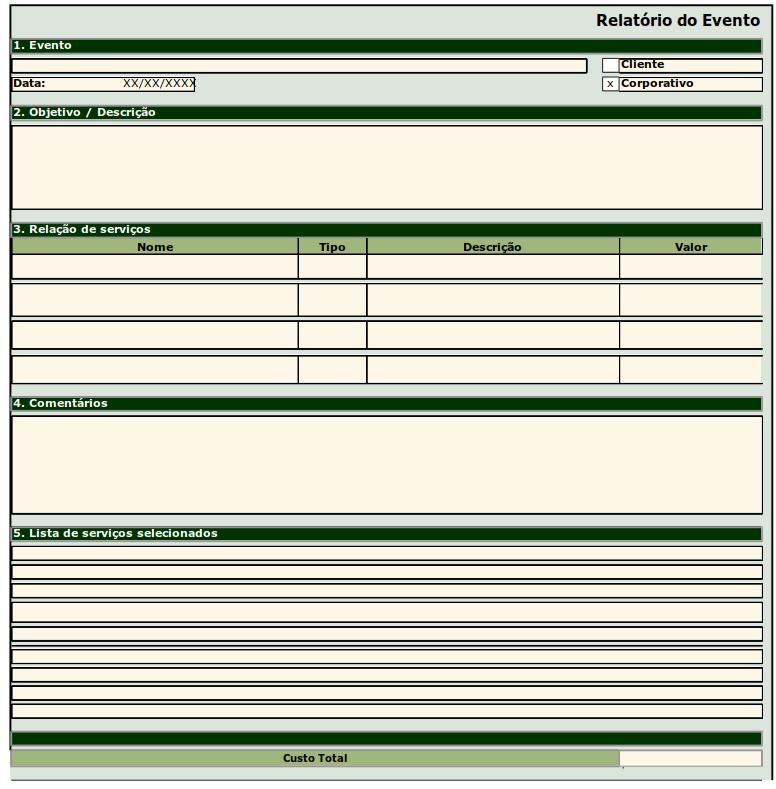 Relatório do Evento
1. Evento
Cliente
Data: XX/XX/XXXX
x Corporativo
2. Objetivo / Descrição
3. Relação de serviços
Nome Tipo Descrição Valor
4. Comentários
5. Lista de serviços selecionados
Custo Total